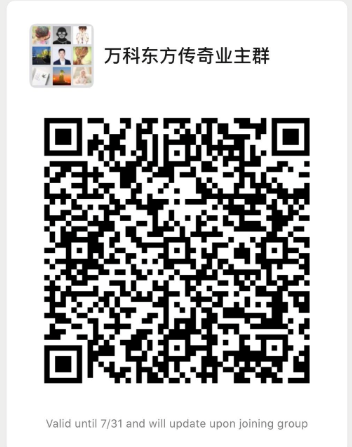 万科东方传奇业主群
Valid until 7/31 and will update upon joining group